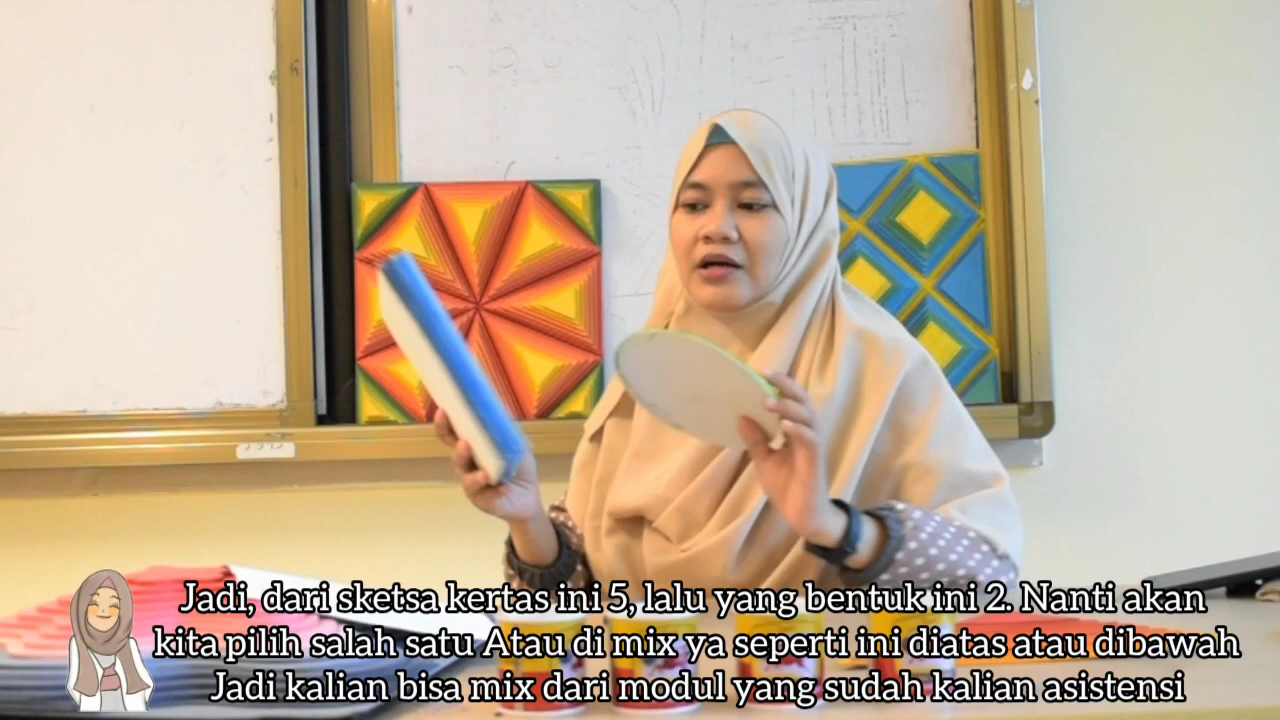 Jadi, dari sketsa kertas ini 5, lalu yang bentuk ini 2. Nanti akan
kita pilih salah satu Atau di mix ya seperti ini diatas atau dibawah
Jadi kalian bisa mix dari modul yang sudah kalian asistensi